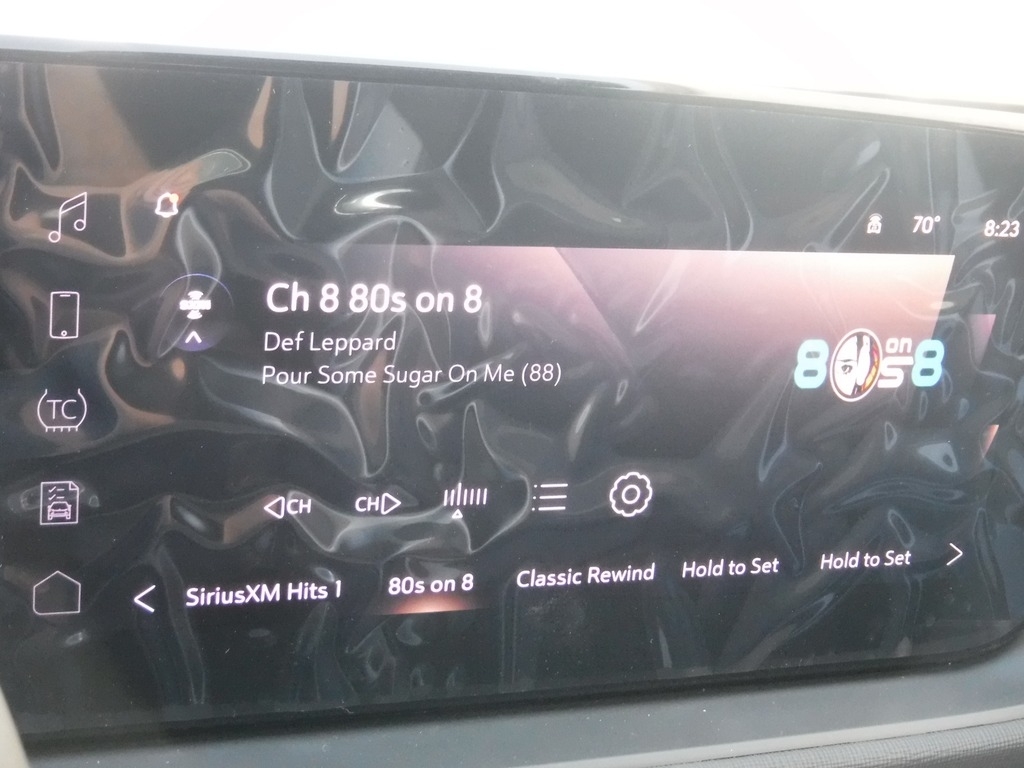 70°
8:23
Ch 8 80s on 8
Def Leppard
Pour Some Sugar On Me (88)
80s on 8
TC
CH
CH
SiriusXM Hits 1
80s on 8
Classic Rewind
Hold to Set
Hold to Set